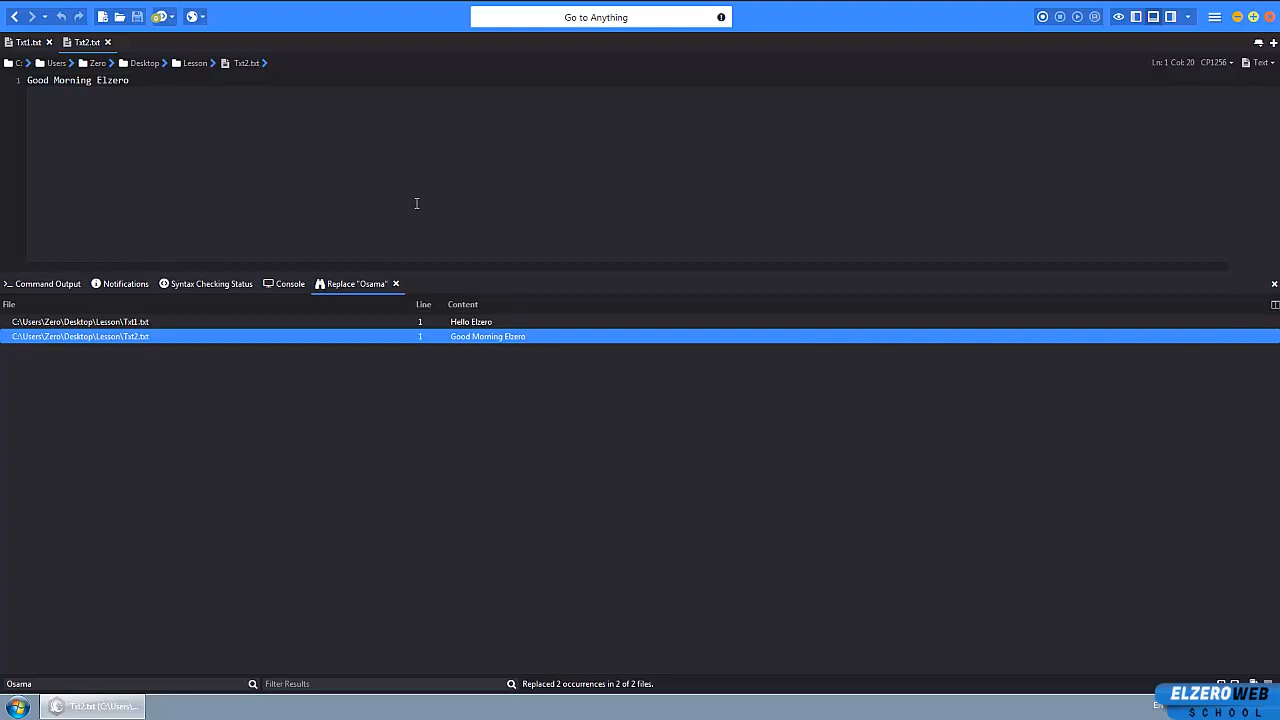 Go to Anything
Txt1.txt
Txt2.txt
C:
Users
Zero
Desktop
Lesson
Txt2.txt
Ln: 1 Col: 20
CP1256
Text
1
Good Morning Elzero
Command Output
Notifications
Syntax Checking Status
Console
Replace "Osama"
File
Line
Content
C:\Users\Zero\Desktop\Lesson\Txt1.txt
1
Hello Elzero
C:\Users\Zero\Desktop\Lesson\Txt2.txt
1
Good Morning Elzero
Osama
Filter Results
Replaced 2 occurrences in 2 of 2 files.
Txt2.txt (C:\Users\...
ELZEROWEB
SCHOOL